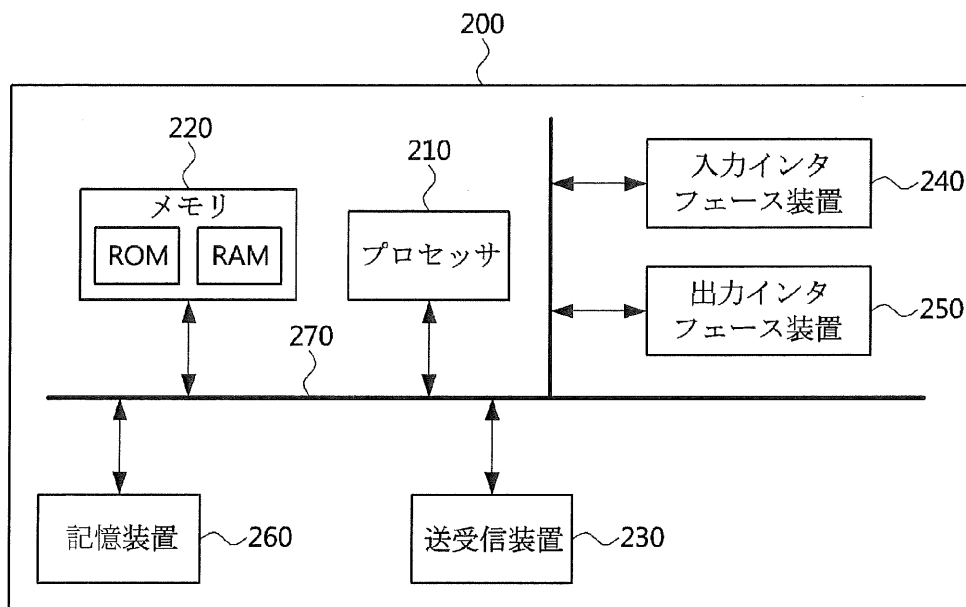 200
220
メモリ
ROM
RAM
210
プロセッサ
入力インタ
フェース装置
240
出力インタ
フェース装置
250
270
記憶装置
260
送受信装置
230